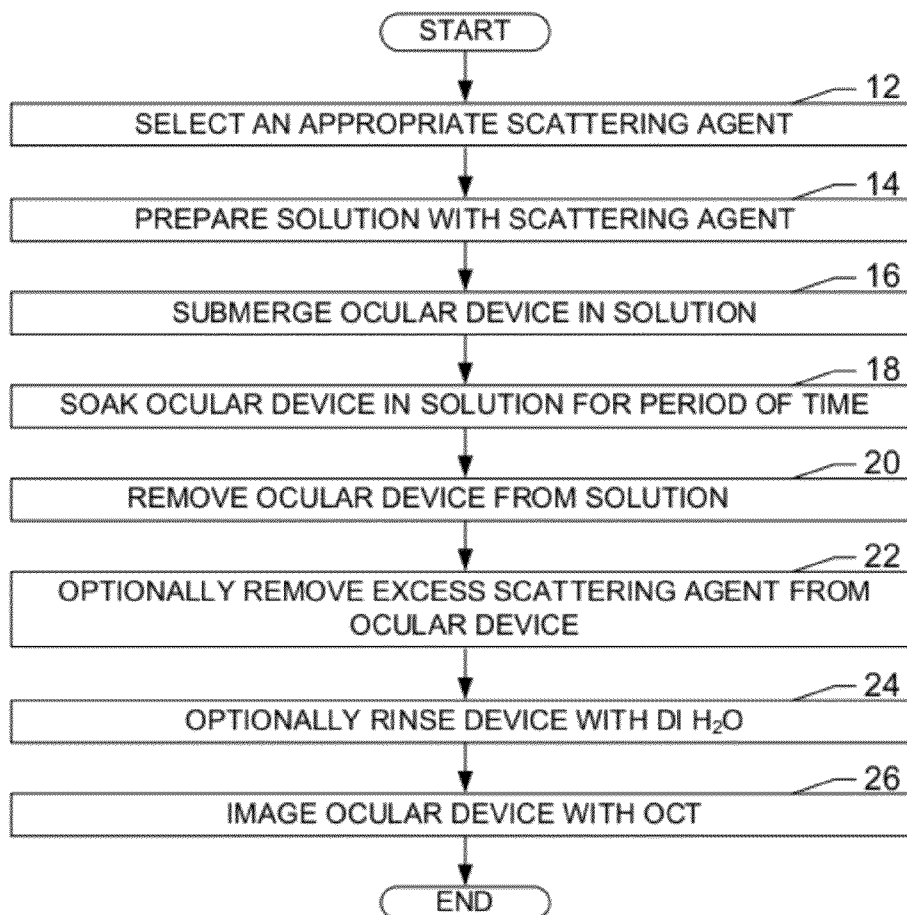 START
12
SELECT AN APPROPRIATE SCATTERING AGENT
14
PREPARE SOLUTION WITH SCATTERING AGENT
16
SUBMERGE OCULAR DEVICE IN SOLUTION
18
SOAK OCULAR DEVICE IN SOLUTION FOR PERIOD OF TIME
20
REMOVE OCULAR DEVICE FROM SOLUTION
22
OPTIONALLY REMOVE EXCESS SCATTERING AGENT FROM
OCULAR DEVICE
24
OPTIONALLY RINSE DEVICE WITH DI H₂O
26
IMAGE OCULAR DEVICE WITH OCT
END